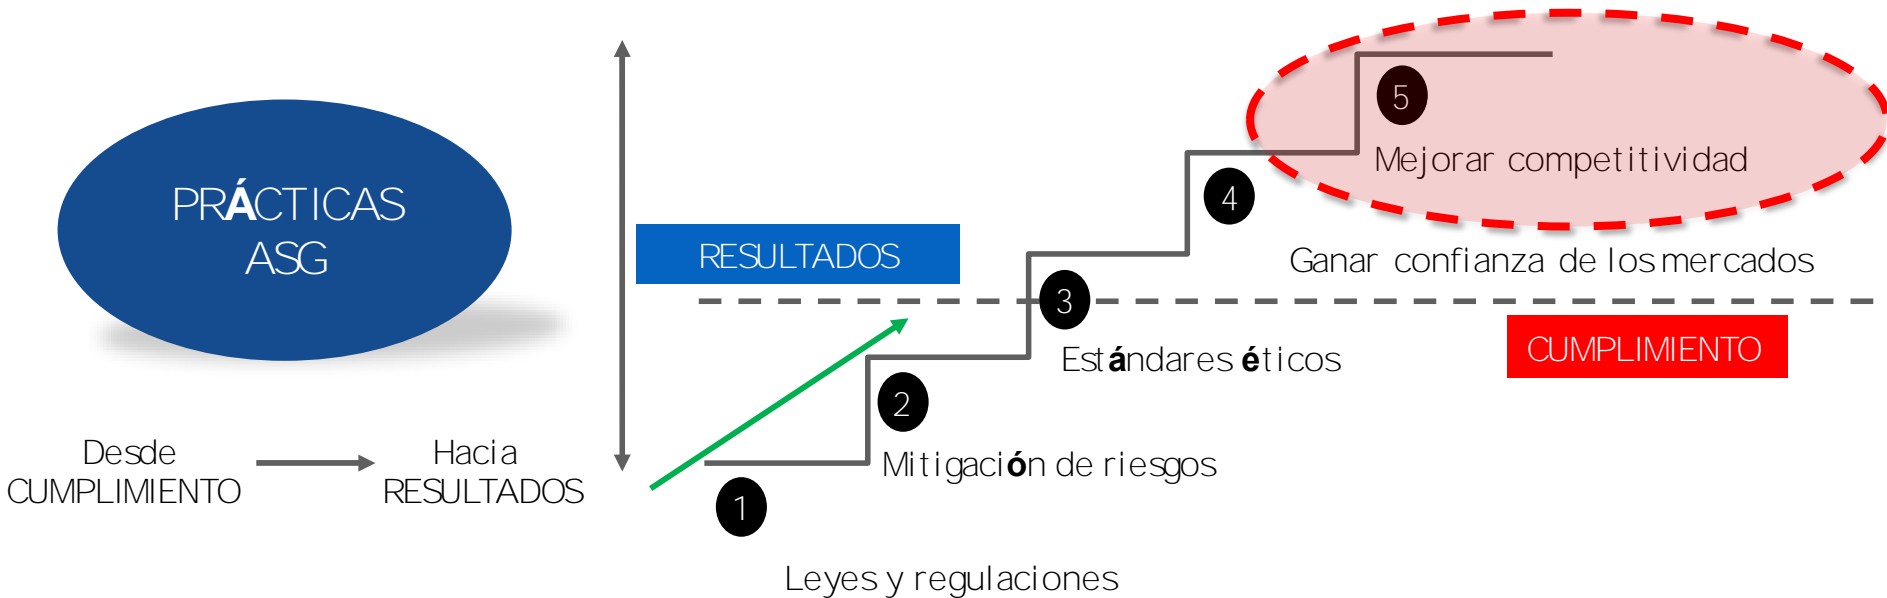 PRÁCTICAS
ASG
Desde
CUMPLIMIENTO
Hacia
RESULTADOS
RESULTADOS
CUMPLIMIENTO
5
Mejorar competitividad
4
Ganar confianza de los mercados
3
Estándares éticos
2
Mitigación de riesgos
1
Leyes y regulaciones